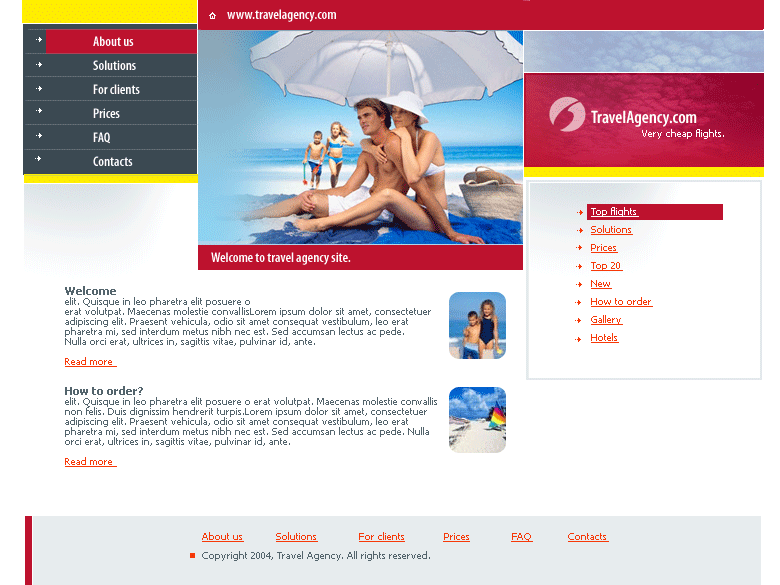 www.travelagency.com
About us
Solutions
For clients
Prices
FAQ
Contacts
TravelAgency.com
Very cheap flights.
Welcome to travel agency site.
Top flights
Solutions
Prices
Top 20
New
How to order
Gallery
Hotels
Welcome
elit. Quisque in leo pharetra elit posuere o
erat volutpat. Maecenas molestie convallisLorem ipsum dolor sit amet, consectetuer
adipiscing elit. Praesent vehicula, odio sit amet consequat vestibulum, leo erat
pharetra mi, sed interdum metus nibh nec est. Sed accumsan lectus ac pede.
Nulla orci erat, ultrices in, sagittis vitae, pulvinar id, ante.
Read more
How to order?
elit. Quisque in leo pharetra elit posuere o erat volutpat. Maecenas molestie convallis
non felis. Duis dignissim hendrerit turpis.Lorem ipsum dolor sit amet, consectetuer
adipiscing elit. Praesent vehicula, odio sit amet consequat vestibulum, leo erat
pharetra mi, sed interdum metus nibh nec est. Sed accumsan lectus ac pede. Nulla
orci erat, ultrices in, sagittis vitae, pulvinar id, ante.
Read more
About us Solutions For clients Prices FAQ Contacts
Copyright 2004, Travel Agency. All rights reserved.